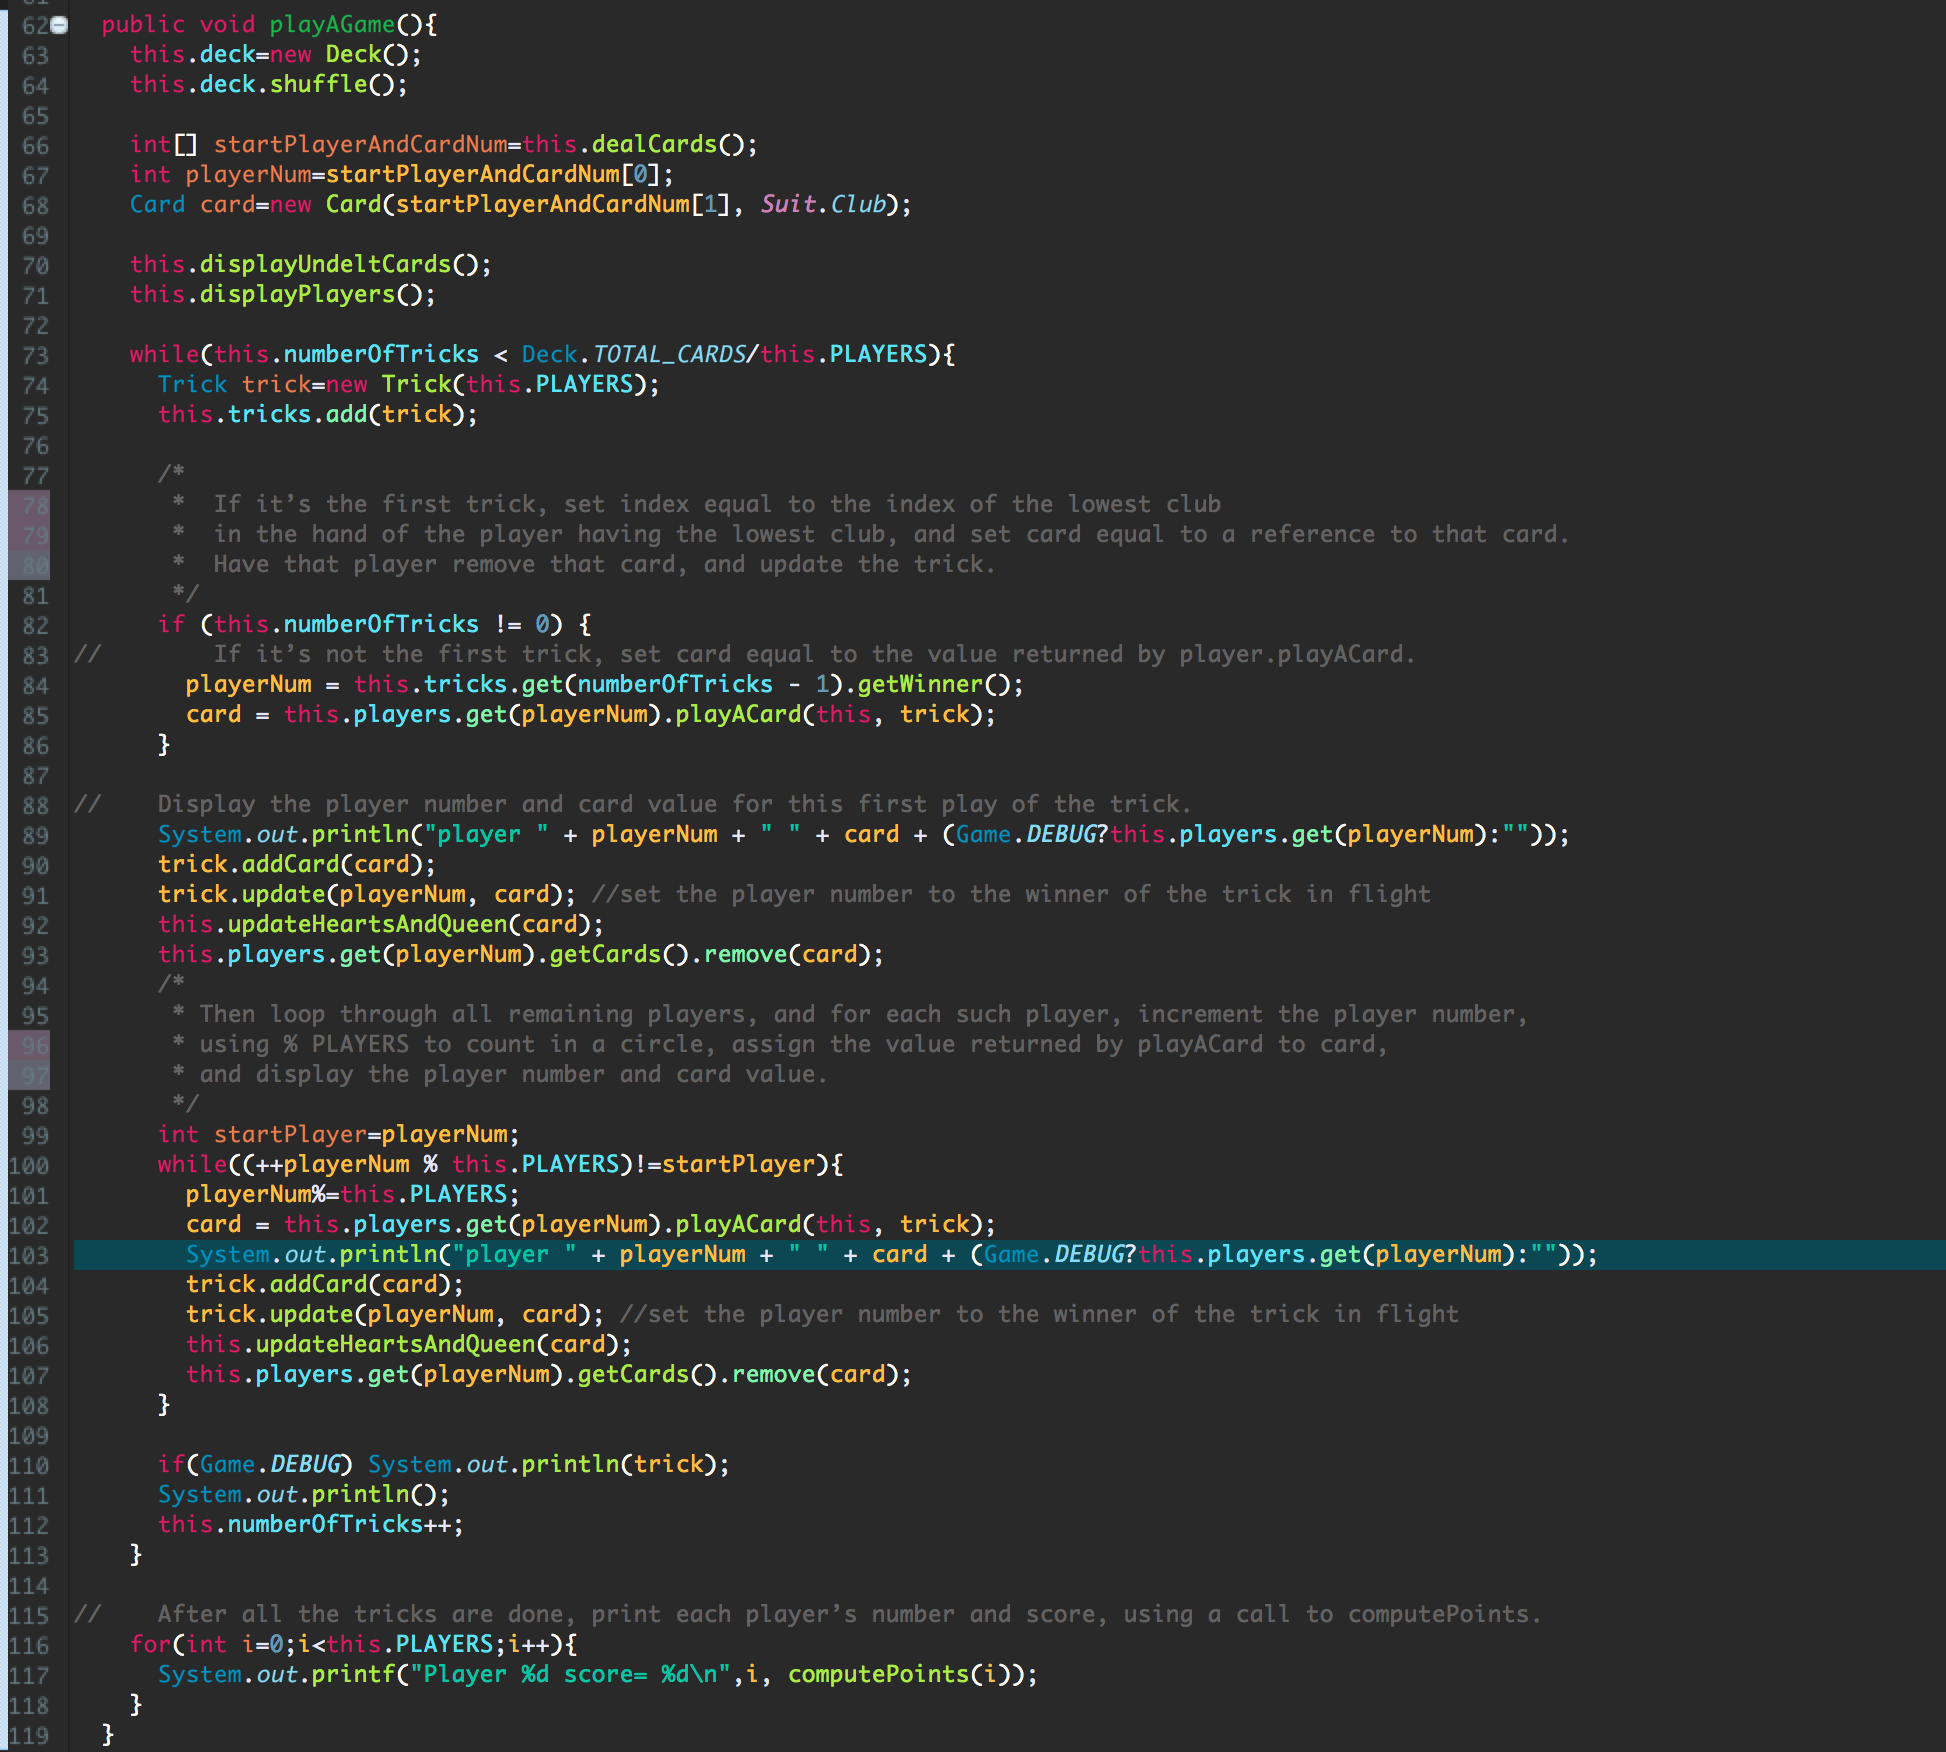 62 public void playAGame(){
63 this.deck=new Deck();
64 this.deck.shuffle();
65
66 int[] startPlayerAndCardNum=this.dealCards();
67 int playerNum=startPlayerAndCardNum[0];
68 Card card=new Card(startPlayerAndCardNum[1], Suit.Club);
69
70 this.displayUndeltCards();
71 this.displayPlayers();
72
73 while(this.numberOfTricks < Deck.TOTAL_CARDS/this.PLAYERS){
74 Trick trick=new Trick(this.PLAYERS);
75 this.tricks.add(trick);
76
77 /*
78 * If it’s the first trick, set index equal to the index of the lowest club
79 * in the hand of the player having the lowest club, and set card equal to a reference to that card.
80 * Have that player remove that card, and update the trick.
81 */
82 if (this.numberOfTricks != 0) {
83 // If it’s not the first trick, set card equal to the value returned by player.playACard.
84 playerNum = this.tricks.get(numberOfTricks - 1).getWinner();
85 card = this.players.get(playerNum).playACard(this, trick);
86 }
87
88 // Display the player number and card value for this first play of the trick.
89 System.out.println("player " + playerNum + " " + card + (Game.DEBUG?this.players.get(playerNum):""));
90 trick.addCard(card);
91 trick.update(playerNum, card); //set the player number to the winner of the trick in flight
92 this.updateHeartsAndQueen(card);
93 this.players.get(playerNum).getCards().remove(card);
94 /*
95 * Then loop through all remaining players, and for each such player, increment the player number,
96 * using % PLAYERS to count in a circle, assign the value returned by playACard to card,
97 * and display the player number and card value.
98 */
99 int startPlayer=playerNum;
100 while((++playerNum % this.PLAYERS)!=startPlayer){
101 playerNum%=this.PLAYERS;
102 card = this.players.get(playerNum).playACard(this, trick);
103 System.out.println("player " + playerNum + " " + card + (Game.DEBUG?this.players.get(playerNum):""));
104 trick.addCard(card);
105 trick.update(playerNum, card); //set the player number to the winner of the trick in flight
106 this.updateHeartsAndQueen(card);
107 this.players.get(playerNum).getCards().remove(card);
108 }
109
110 if(Game.DEBUG) System.out.println(trick);
111 System.out.println();
112 this.numberOfTricks++;
113 }
114
115 // After all the tricks are done, print each player’s number and score, using a call to computePoints.
116 for(int i=0;i<this.PLAYERS;i++){
117 System.out.printf("Player %d score= %d\n",i, computePoints(i));
118 }
119 }